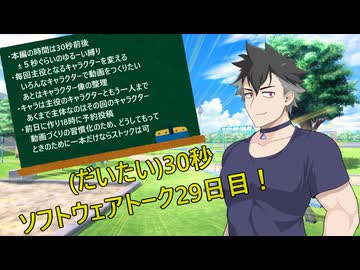 ・本編の時間は30秒前後
±5秒ぐらいのゆるーい縛り
・毎回主役となるキャラクターを変える
いろんなキャラクターで動画をつくりたい
あとはキャラクター像の整理
・キャラは主役のキャラクターともう一人まで
あくまで主体なのはその回のキャラクター
・前日に作り18時に予約投稿
動画づくりの習慣化のため、どうしてもって
ときのために一本だけならストックは可
(だいたい)30秒
ソフトウェアトーク29日目！